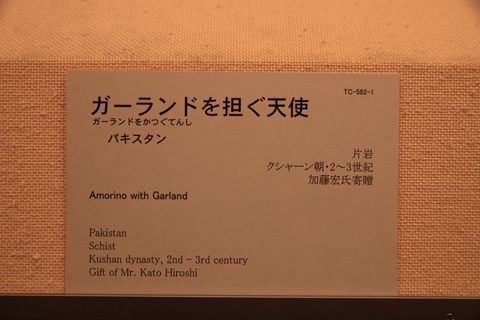 TC-582-1
ガーランドを担ぐ天使
ガーランドをかつぐてんし
パキスタン
片岩
クシャーン朝・2〜3世紀
加藤宏氏寄贈
Amorino with Garland
Pakistan
Schist
Kushan dynasty, 2nd - 3rd century
Gift of Mr. Kato Hiroshi